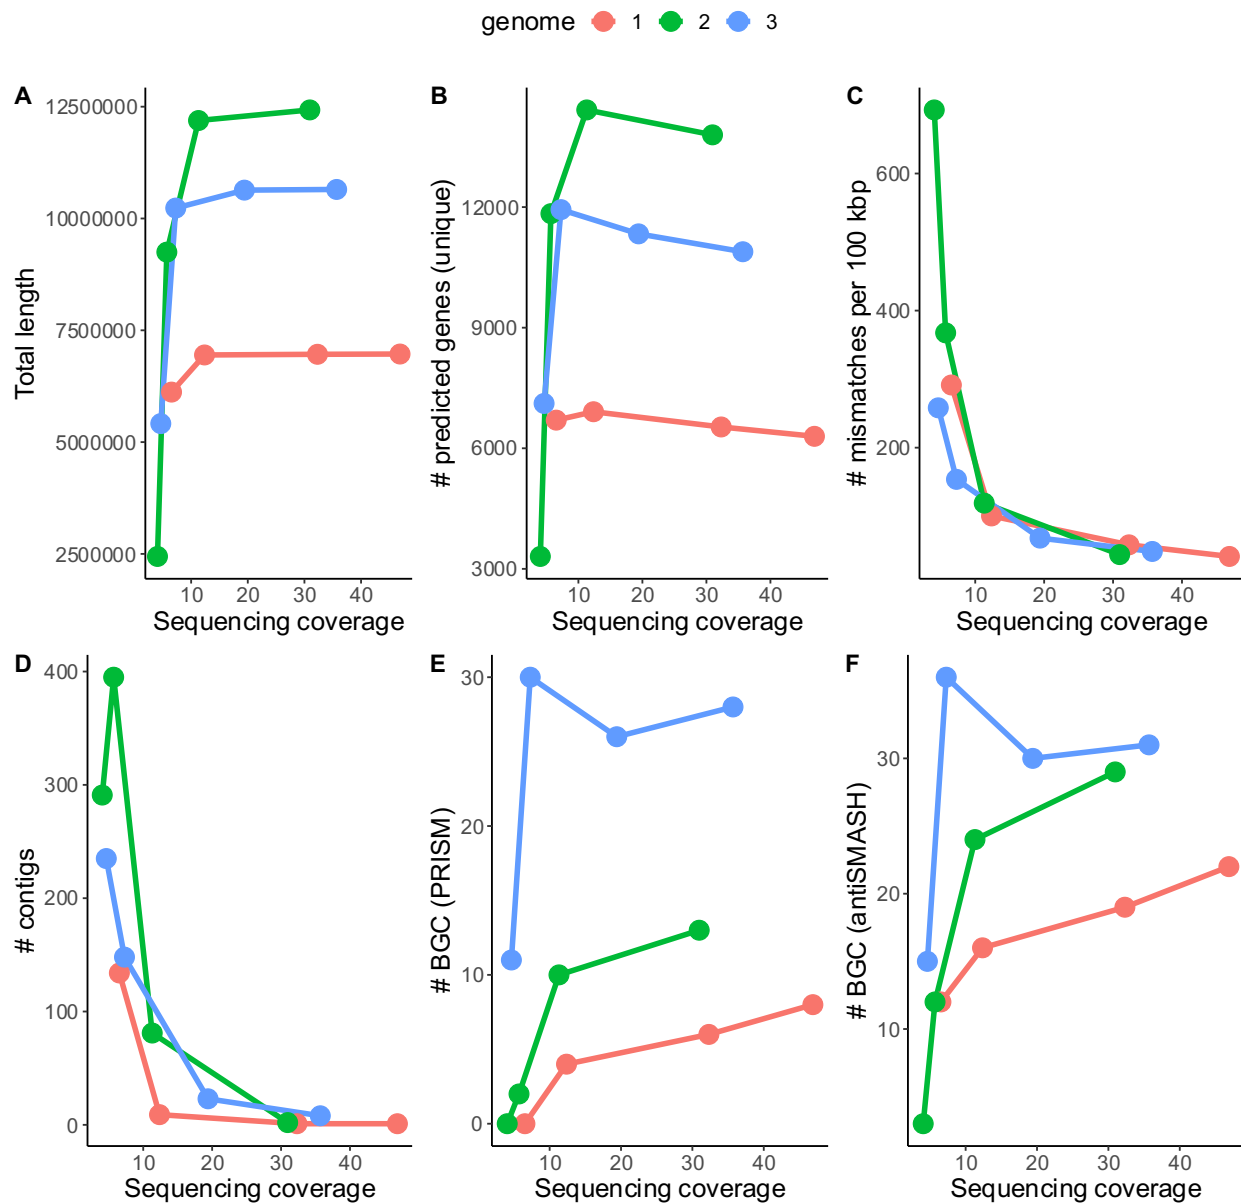 genome 1 2 3
A
Total length
12500000
10000000
7500000
5000000
2500000
10 20 30 40
Sequencing coverage
B
# predicted genes (unique)
12000
9000
6000
3000
10 20 30 40
Sequencing coverage
C
# mismatches per 100 kbp
600
400
200
10 20 30 40
Sequencing coverage
D
# contigs
400
300
200
100
0
10 20 30 40
Sequencing coverage
E
# BGC (PRISM)
30
20
10
0
10 20 30 40
Sequencing coverage
F
# BGC (antiSMASH)
30
20
10
10 20 30 40
Sequencing coverage